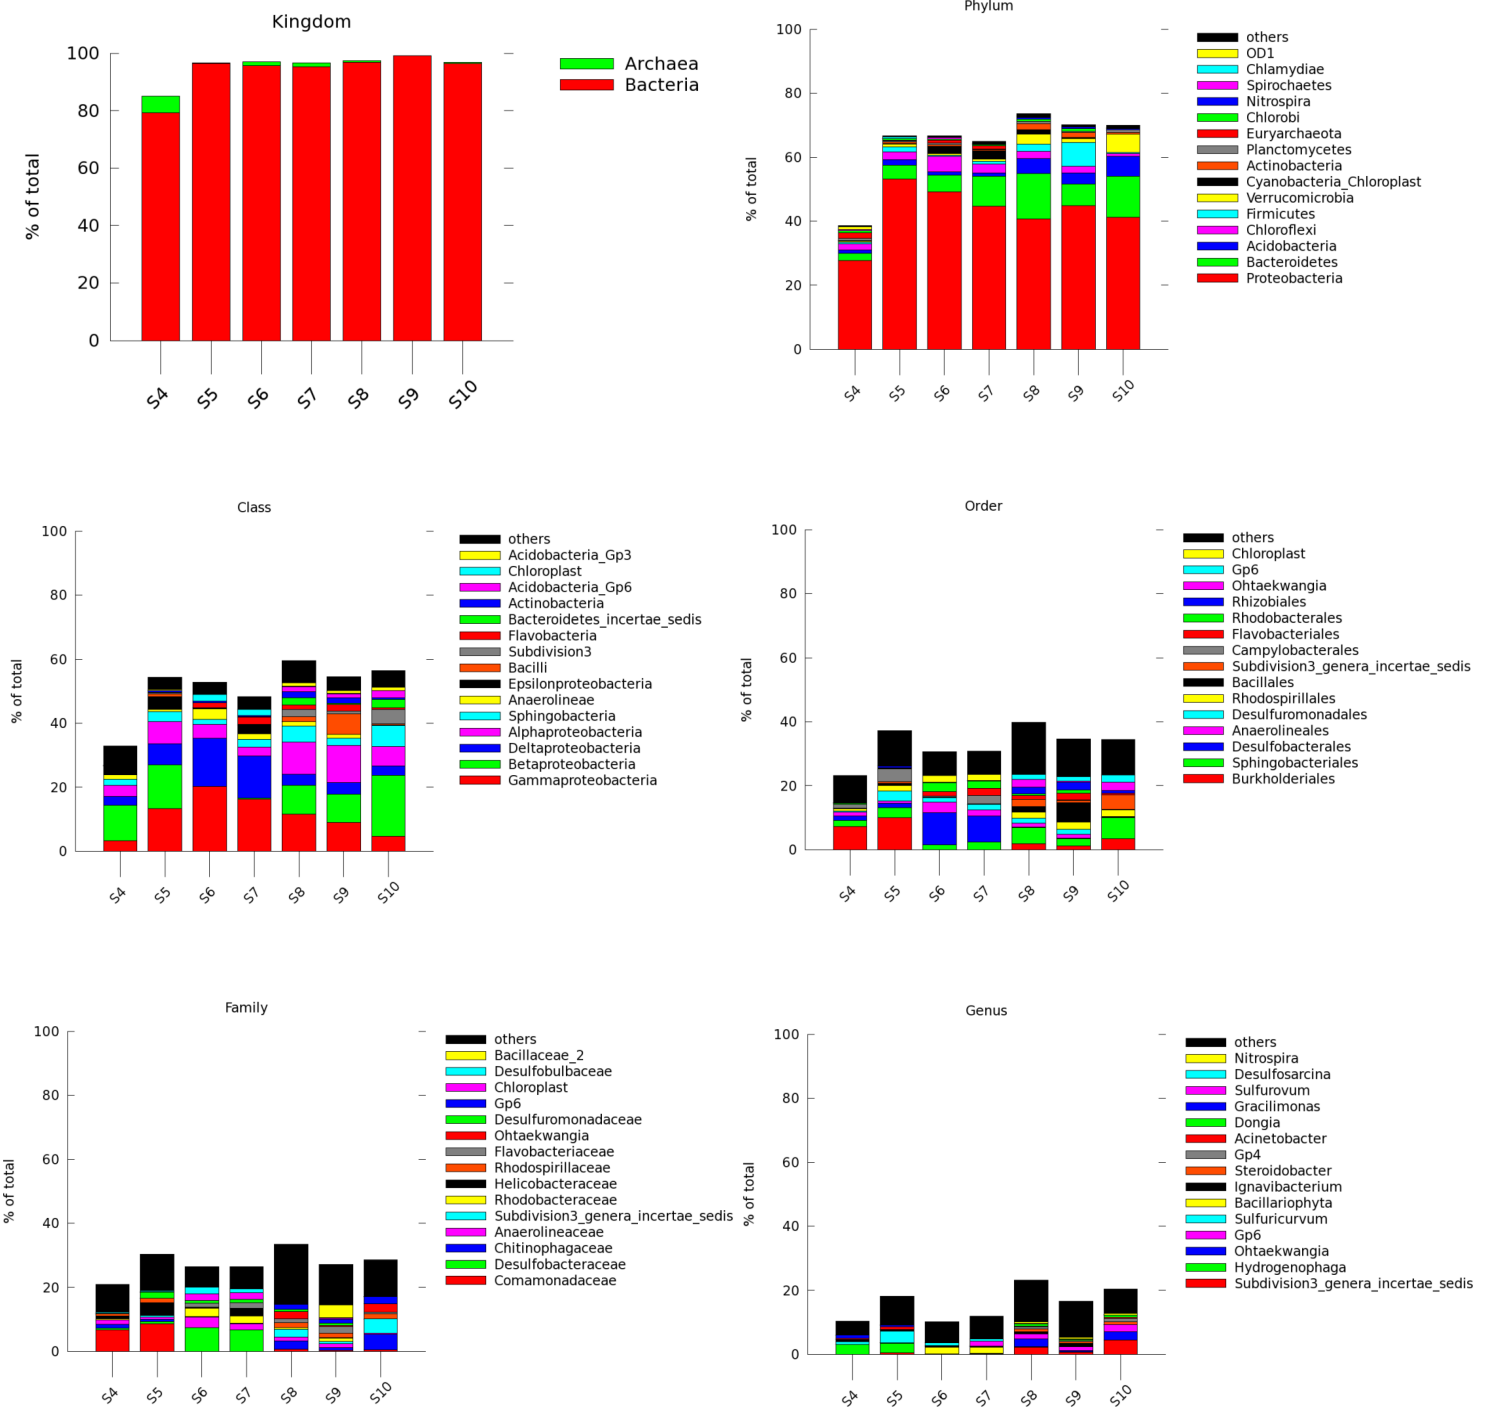 Kingdom
100
80
60
40
20
0
% of total
S4
S5
S6
S7
S8
S9
S10
Archaea
Bacteria
Phylum
100
80
60
40
20
0
% of total
S4
S5
S6
S7
S8
S9
S10
others
OD1
Chlamydiae
Spirochaetes
Nitrospira
Chlorobi
Euryarchaeota
Planctomycetes
Actinobacteria
Cyanobacteria_Chloroplast
Verrucomicrobia
Firmicutes
Chloroflexi
Acidobacteria
Bacteroidetes
Proteobacteria
Class
100
80
60
40
20
0
% of total
S4
S5
S6
S7
S8
S9
S10
others
Acidobacteria_Gp3
Chloroplast
Acidobacteria_Gp6
Actinobacteria
Bacteroidetes_incertae_sedis
Flavobacteria
Subdivision3
Bacilli
Epsilonproteobacteria
Anaerolineae
Sphingobacteria
Alphaproteobacteria
Deltaproteobacteria
Betaproteobacteria
Gammaproteobacteria
Order
100
80
60
40
20
0
% of total
S4
S5
S6
S7
S8
S9
S10
others
Chloroplast
Gp6
Ohtaekwangia
Rhizobiales
Rhodobacterales
Flavobacteriales
Campylobacterales
Subdivision3_genera_incertae_sedis
Bacillales
Rhodospirillales
Desulfuromonadales
Anaerolineales
Desulfobacterales
Sphingobacteriales
Burkholderiales
Family
100
80
60
40
20
0
% of total
S4
S5
S6
S7
S8
S9
S10
others
Bacillaceae_2
Desulfobulbaceae
Chloroplast
Gp6
Desulfuromonadaceae
Ohtaekwangia
Flavobacteriaceae
Rhodospirillaceae
Helicobacteraceae
Rhodobacteraceae
Subdivision3_genera_incertae_sedis
Anaerolineaceae
Chitinophagaceae
Desulfobacteraceae
Comamonadaceae
Genus
100
80
60
40
20
0
% of total
S4
S5
S6
S7
S8
S9
S10
others
Nitrospira
Desulfosarcina
Sulfurovum
Gracilimonas
Dongia
Acinetobacter
Gp4
Steroidobacter
Ignavibacterium
Bacillariophyta
Sulfuricurvum
Gp6
Ohtaekwangia
Hydrogenophaga
Subdivision3_genera_incertae_sedis